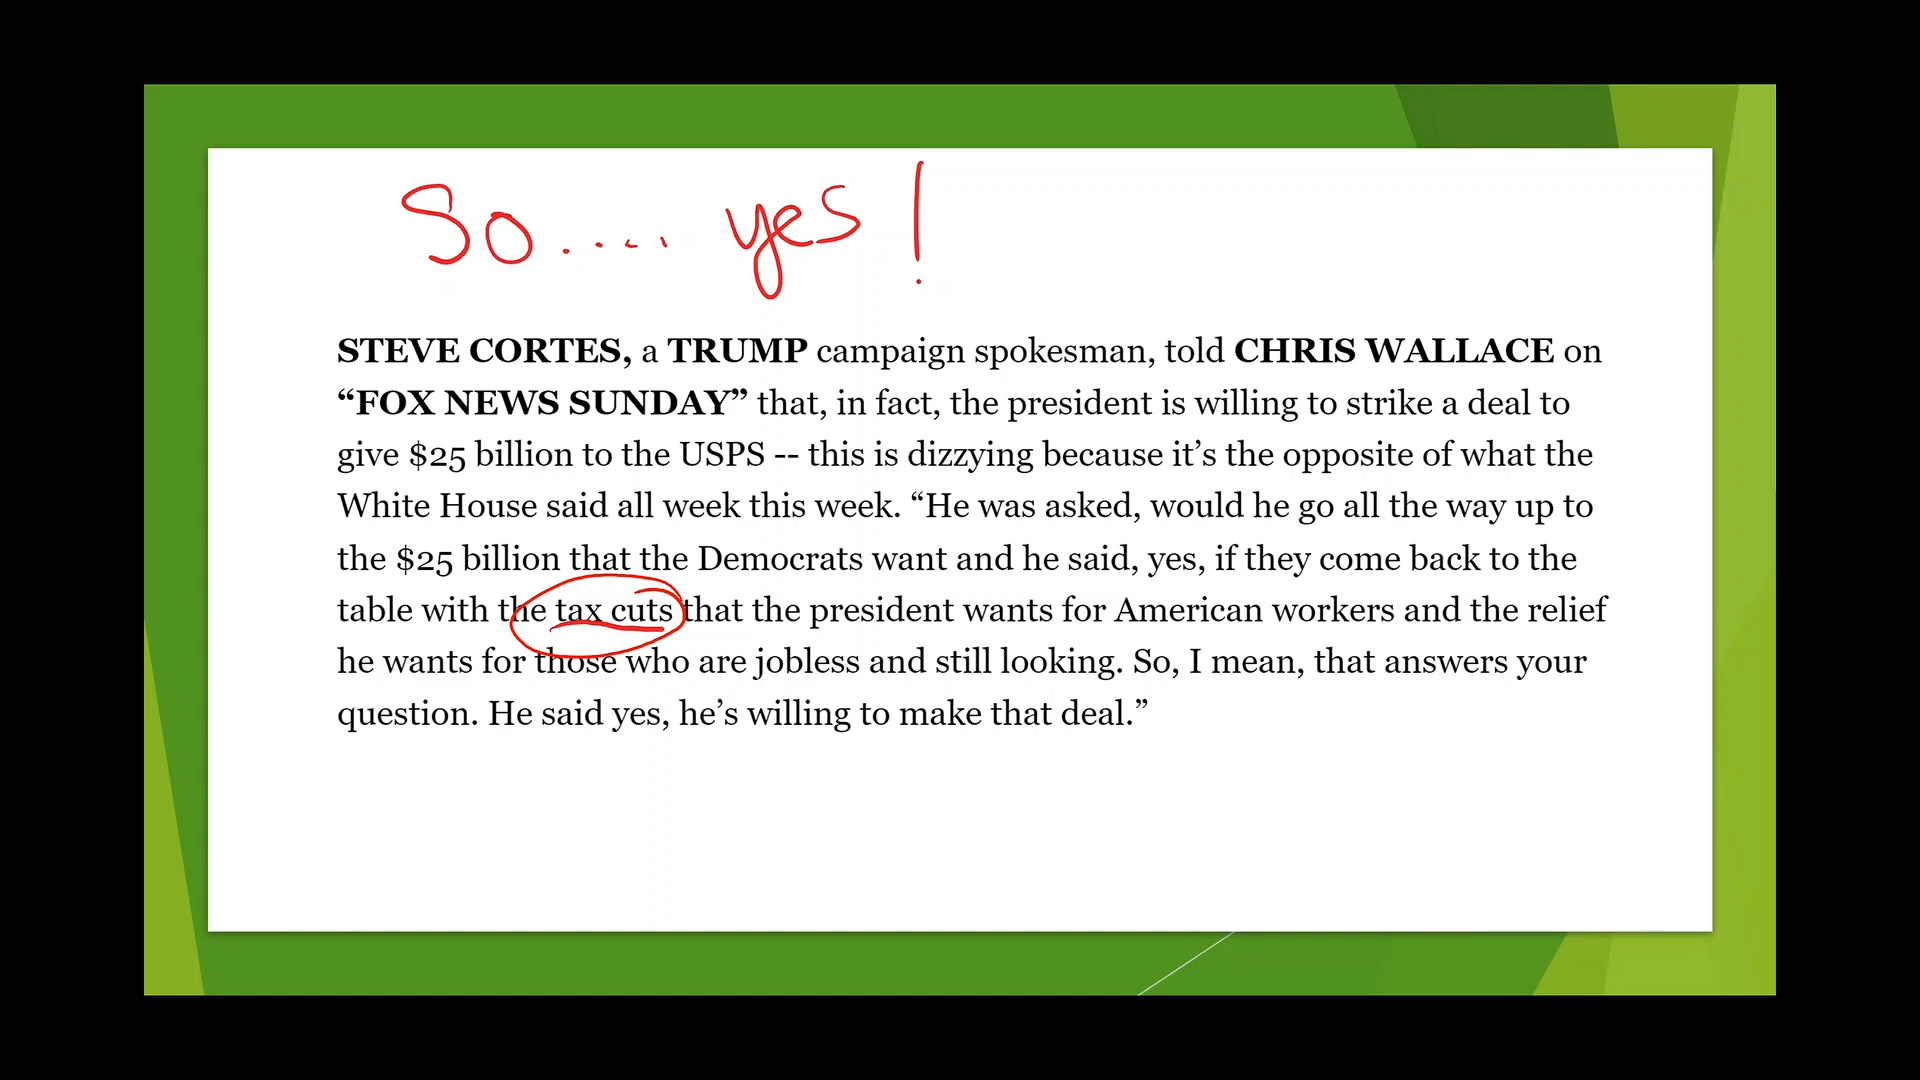 So.... yes!
STEVE CORTES, a TRUMP campaign spokesman, told CHRIS WALLACE on
“FOX NEWS SUNDAY” that, in fact, the president is willing to strike a deal to
give $25 billion to the USPS -- this is dizzying because it’s the opposite of what the
White House said all week this week. “He was asked, would he go all the way up to
the $25 billion that the Democrats want and he said, yes, if they come back to the
table with the tax cuts that the president wants for American workers and the relief
he wants for those who are jobless and still looking. So, I mean, that answers your
question. He said yes, he’s willing to make that deal.”